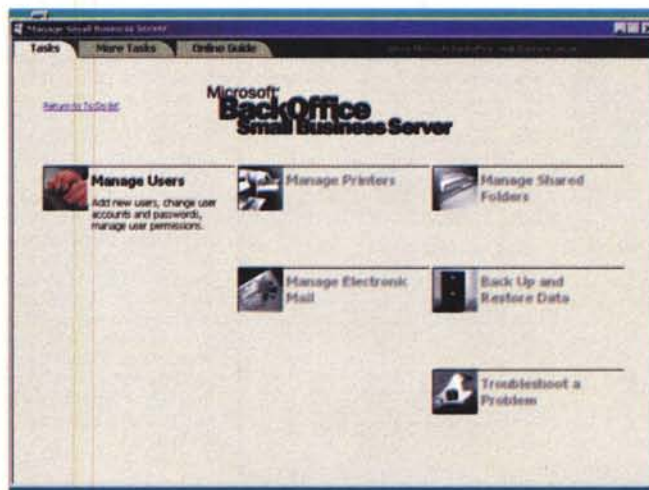 Manage Small Business Server
Tasks
More Tasks
Online Guide
Return to To Do list
Microsoft
BackOffice
Small Business Server
Manage Users
Add new users, change user
accounts and passwords,
manage user permissions.
Manage Printers
Manage Shared
Folders
Manage Electronic
Mail
Back Up and
Restore Data
Troubleshoot a
Problem